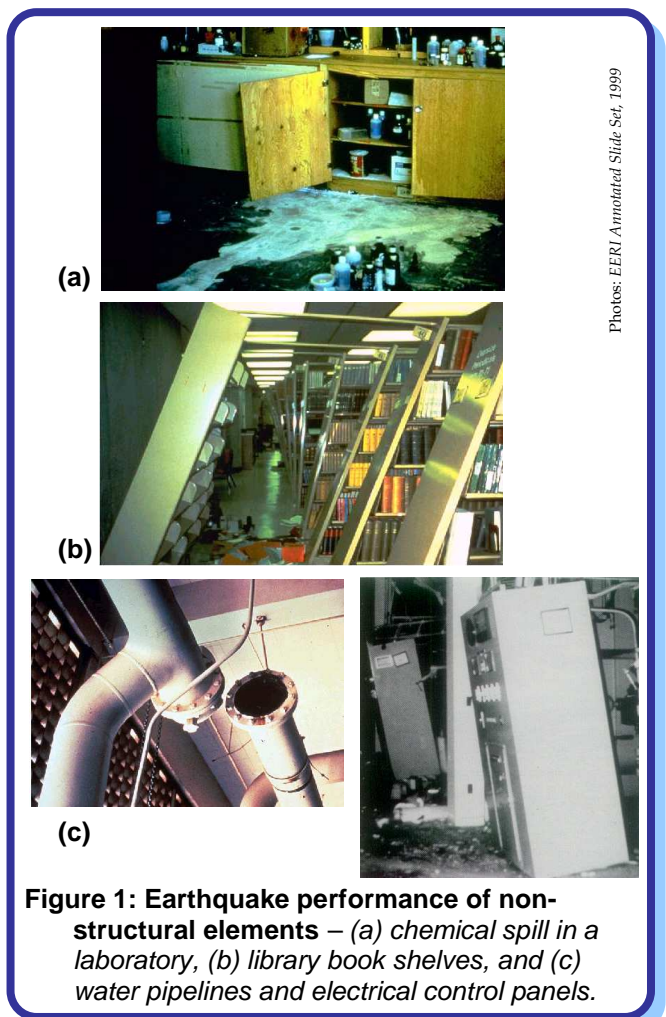 Photos: EERI Annotated Slide Set, 1999
(a)
(b)
(c)
Figure 1: Earthquake performance of non-
structural elements – (a) chemical spill in a
laboratory, (b) library book shelves, and (c)
water pipelines and electrical control panels.